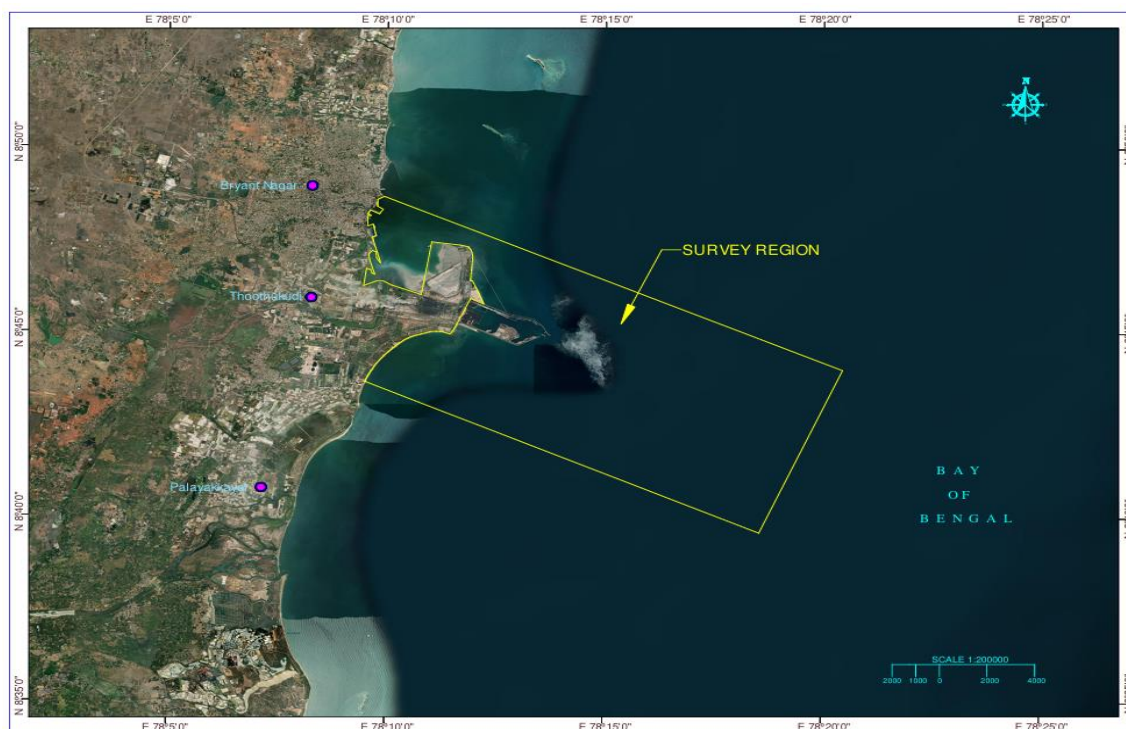 E 78°5'0"
E 78°10'0"
E 78°15'0"
E 78°20'0"
E 78°25'0"
N
N 8°50'0"
Bryant Nagar
SURVEY REGION
Thoothukudi
N 8°45'0"
Palayakkayal
BAY
OF
BENGAL
N 8°40'0"
SCALE 1:200000
2000 1000 0 2000 4000
N 8°35'0"
E 78°5'0"
E 78°10'0"
E 78°15'0"
E 78°20'0"
E 78°25'0"